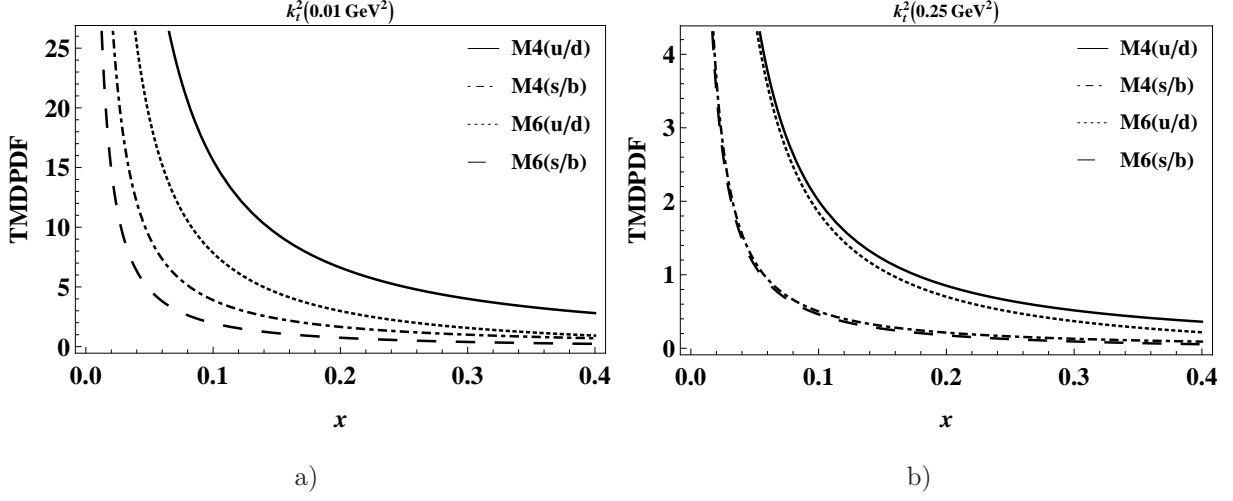 k_t^2(0.01 GeV^2)
TMDPDF
25
20
15
10
5
0
0.0 0.1 0.2 0.3 0.4
x
M4(u/d)
M4(s/b)
M6(u/d)
M6(s/b)
a)
k_t^2(0.25 GeV^2)
TMDPDF
4
3
2
1
0
0.0 0.1 0.2 0.3 0.4
x
M4(u/d)
M4(s/b)
M6(u/d)
M6(s/b)
b)